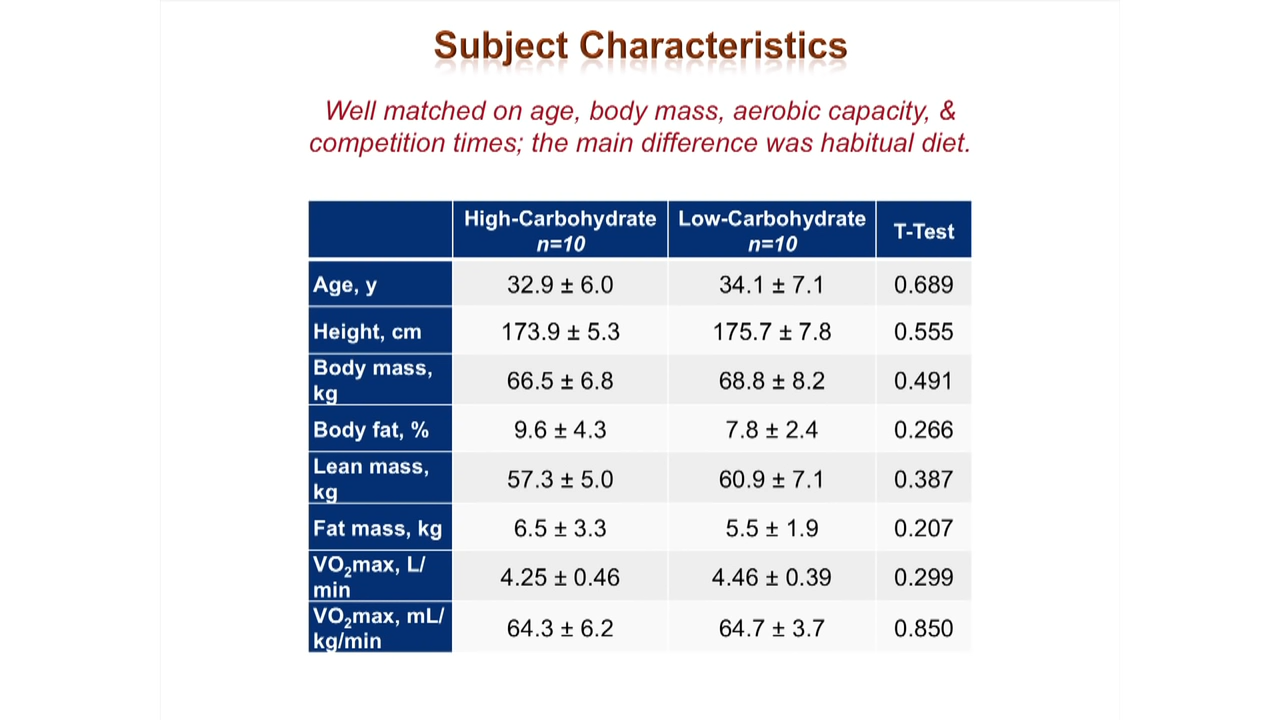 Subject Characteristics
Well matched on age, body mass, aerobic capacity, &
competition times; the main difference was habitual diet.
High-Carbohydrate n=10 Low-Carbohydrate n=10 T-Test
Age, y 32.9 ± 6.0 34.1 ± 7.1 0.689
Height, cm 173.9 ± 5.3 175.7 ± 7.8 0.555
Body mass, kg 66.5 ± 6.8 68.8 ± 8.2 0.491
Body fat, % 9.6 ± 4.3 7.8 ± 2.4 0.266
Lean mass, kg 57.3 ± 5.0 60.9 ± 7.1 0.387
Fat mass, kg 6.5 ± 3.3 5.5 ± 1.9 0.207
VO₂max, L/min 4.25 ± 0.46 4.46 ± 0.39 0.299
VO₂max, mL/kg/min 64.3 ± 6.2 64.7 ± 3.7 0.850